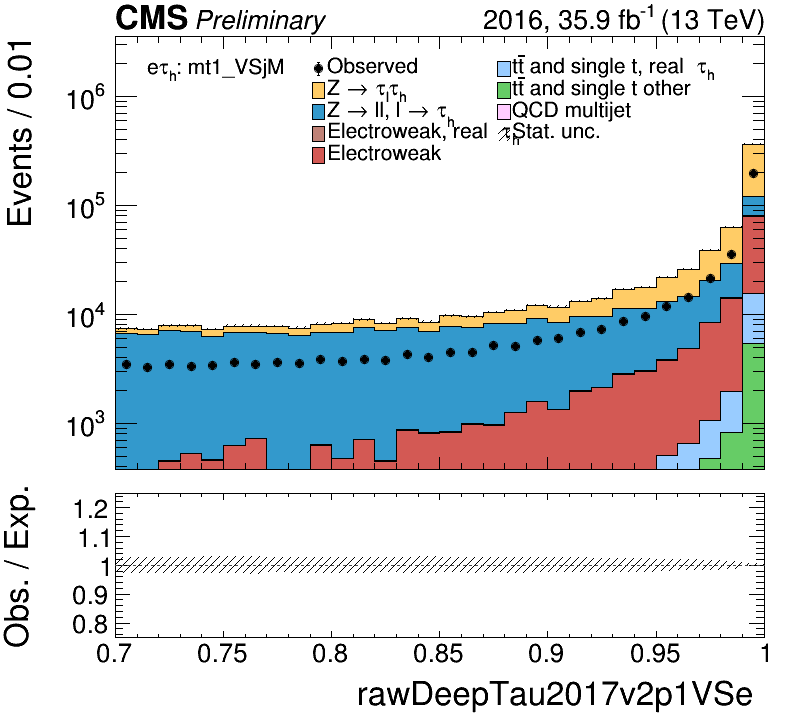 CMS Preliminary 2016, 35.9 fb⁻¹ (13 TeV)
Events / 0.01
eτh: mt1_VSjM
Observed
Z → τlτh
Z → ll, l → τh
Electroweak, real τh
Electroweak
tt̄ and single t, real τh
tt̄ and single t other
QCD multijet
Stat. unc.
10⁶
10⁵
10⁴
10³
Obs. / Exp.
1.2
1.1
1
0.9
0.8
0.7 0.75 0.8 0.85 0.9 0.95 1
rawDeepTau2017v2p1VSe